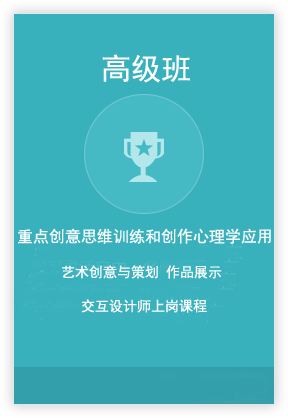 高级班
重点创意思维训练和创作心理学应用
艺术创意与策划 作品展示
交互设计师上岗课程